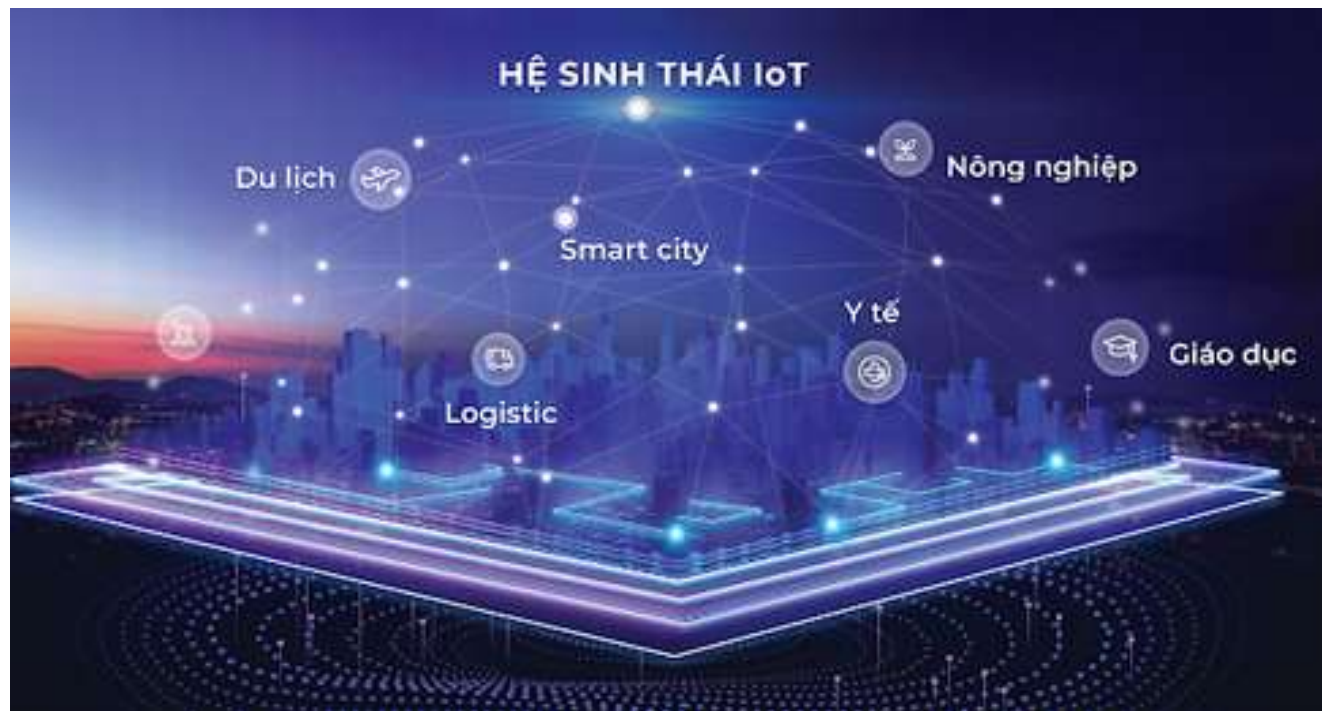 HỆ SINH THÁI IoT
Du lịch
Nông nghiệp
Smart city
Y tế
Giáo dục
Logistic